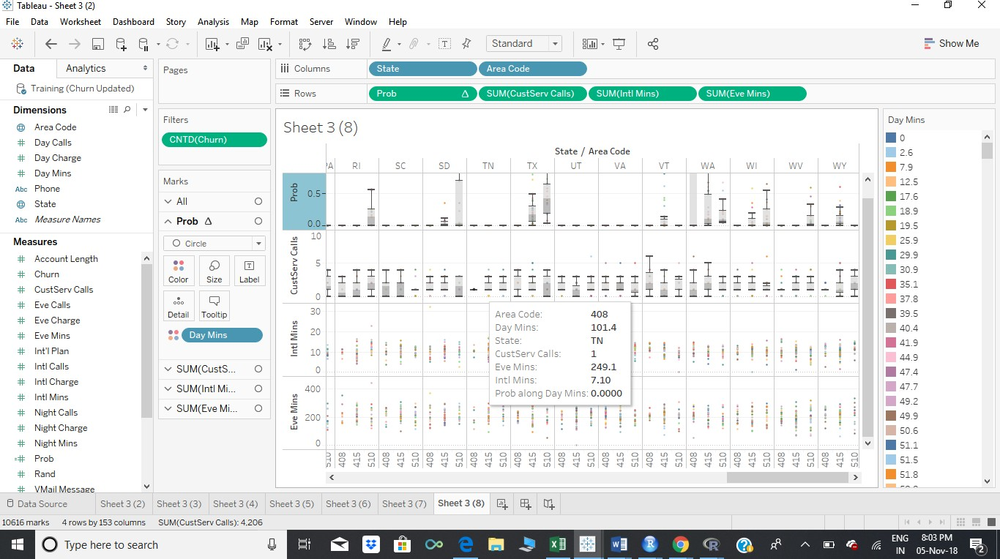 Tableau - Sheet 3 (2)
File Data Worksheet Dashboard Story Analysis Map Format Server Window Help
Standard
Show Me
Data Analytics
Training (Churn Updated)
Dimensions
Area Code
Day Calls
Day Charge
Day Mins
Abc Phone
State
Abc Measure Names
Measures
Account Length
Churn
CustServ Calls
Eve Calls
Eve Charge
Eve Mins
Int'l Plan
Intl Calls
Intl Charge
Intl Mins
Night Calls
Night Charge
Night Mins
Prob
Rand
VMail Message
Pages
Filters
CNTD(Churn)
Marks
All
Prob
Circle
Color Size Label
Detail Tooltip
Day Mins
SUM(CustS...
SUM(Intl Mi...
SUM(Eve Mi...
Columns State Area Code
Rows Prob SUM(CustServ Calls) SUM(Intl Mins) SUM(Eve Mins)
Sheet 3 (8)
State / Area Code
PA RI SC SD TN TX UT VA VT WA WI WV WY
Prob
0.5
0.0
CustServ Calls
10
5
0
Intl Mins
30
20
10
0
Eve Mins
400
200
0
Area Code: 408
Day Mins: 101.4
State: TN
CustServ Calls: 1
Eve Mins: 249.1
Intl Mins: 7.10
Prob along Day Mins: 0.0000
510 408 415 510 408 415 510 408 415 510 408 415 510 408 415 510 408 415 510 408 415 510 408 415 510 408 415 510 408 415 510 408 415 510 408 415 510
Day Mins
0
2.6
7.9
12.5
17.6
18.9
19.5
25.9
29.9
30.9
35.1
37.8
39.5
40.4
41.9
44.9
47.4
47.7
49.2
49.9
50.6
51.1
51.5
51.8
Data Source Sheet 3 (2) Sheet 3 (3) Sheet 3 (4) Sheet 3 (5) Sheet 3 (6) Sheet 3 (7) Sheet 3 (8)
10616 marks 4 rows by 153 columns SUM(CustServ Calls): 4,206
Type here to search
ENG
IN
8:03 PM
05-Nov-18
2